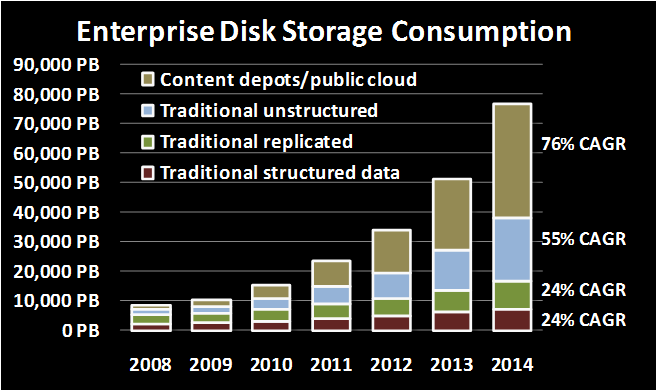 Enterprise Disk Storage Consumption
90,000 PB
80,000 PB
70,000 PB
60,000 PB
50,000 PB
40,000 PB
30,000 PB
20,000 PB
10,000 PB
0 PB
Content depots/public cloud
Traditional unstructured
Traditional replicated
Traditional structured data
76% CAGR
55% CAGR
24% CAGR
24% CAGR
2008 2009 2010 2011 2012 2013 2014